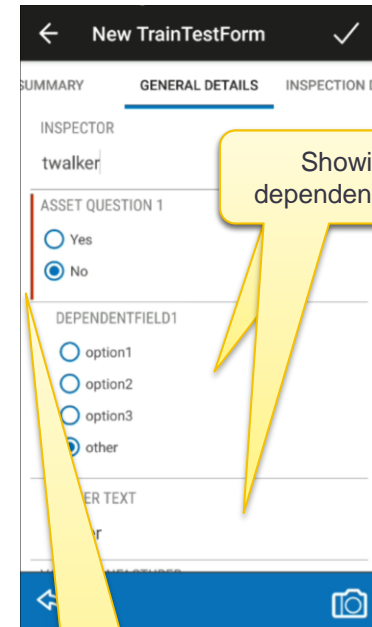 New TrainTestForm
SUMMARY GENERAL DETAILS INSPECTION
INSPECTOR
twalker
Showi
dependen
ASSET QUESTION 1
Yes
No
DEPENDENTFIELD1
option1
option2
option3
other
ER TEXT